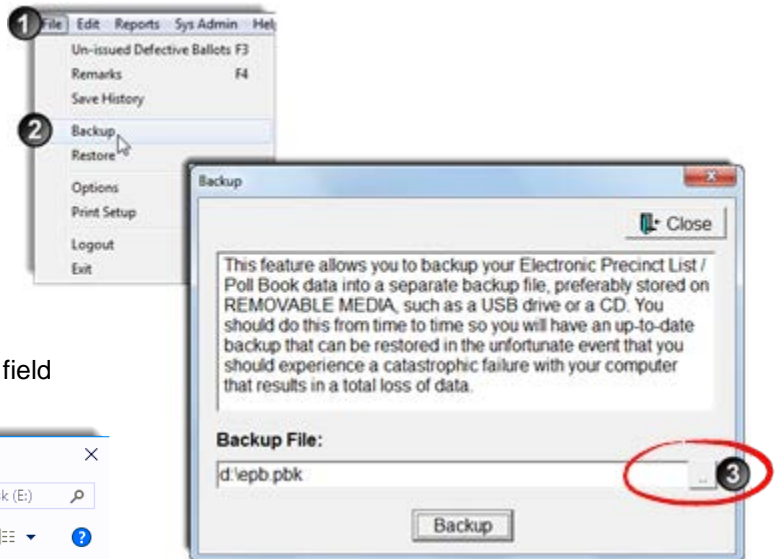 1
File Edit Reports Sys Admin Hel
Un-issued Defective Ballots F3
Remarks F4
Save History
2
Backup
Restore
Options
Print Setup
Logout
Exit
Backup
Close
This feature allows you to backup your Electronic Precinct List /
Poll Book data into a separate backup file, preferably stored on
REMOVABLE MEDIA, such as a USB drive or a CD. You
should do this from time to time so you will have an up-to-date
backup that can be restored in the unfortunate event that you
should experience a catastrophic failure with your computer
that results in a total loss of data.
Backup File:
d:\epb.pbk
.. 3
Backup
field
k (E:)